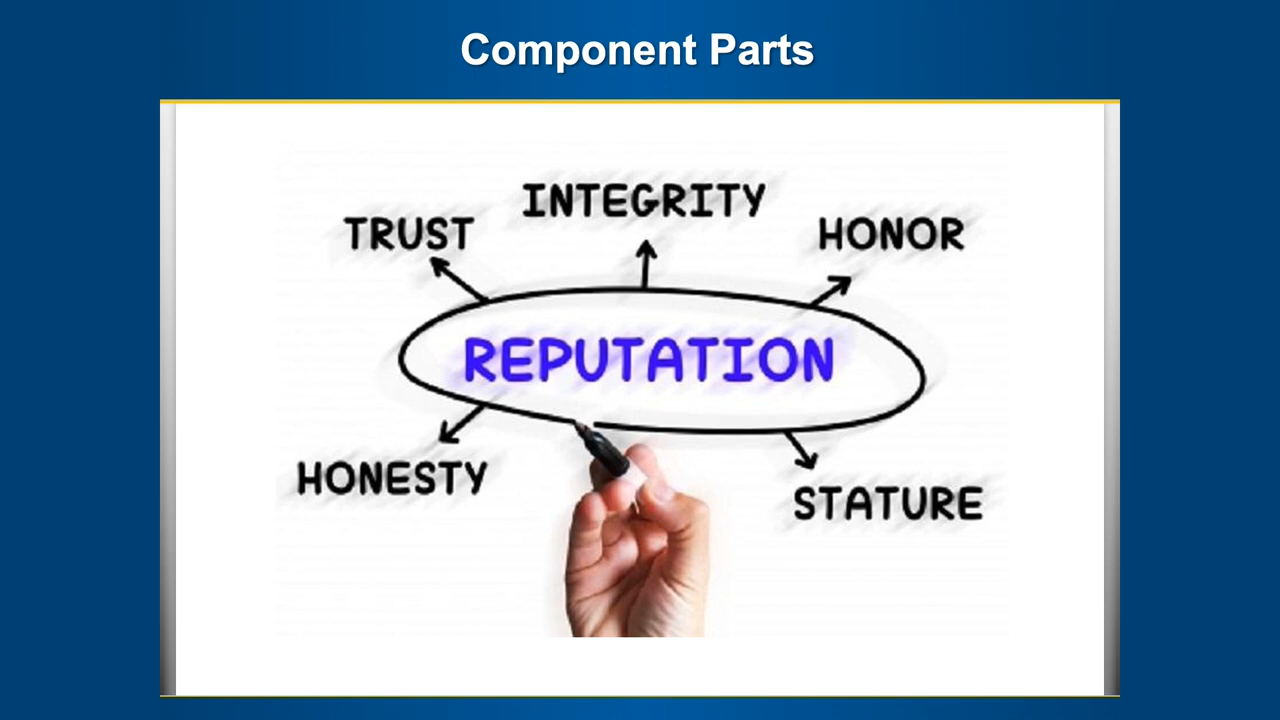 Component Parts
INTEGRITY
TRUST
HONOR
REPUTATION
HONESTY
STATURE